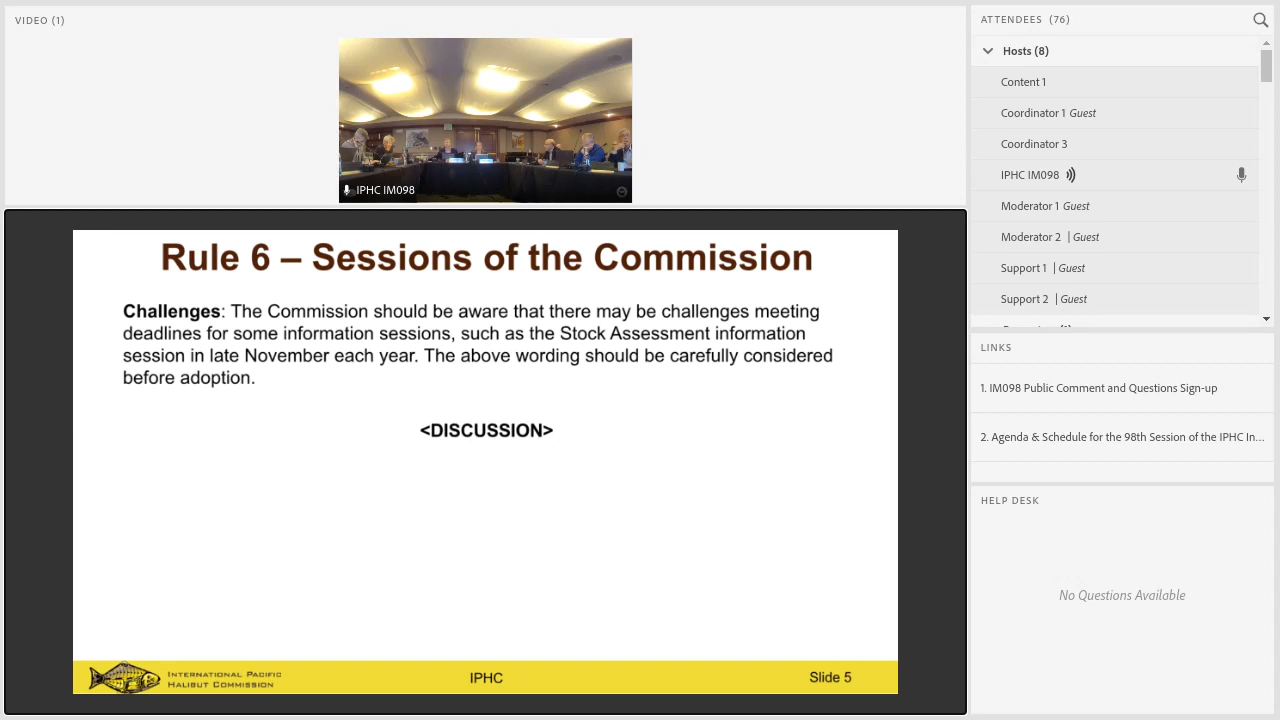 VIDEO (1)
IPHC IM098
Rule 6 – Sessions of the Commission
Challenges: The Commission should be aware that there may be challenges meeting
deadlines for some information sessions, such as the Stock Assessment information
session in late November each year. The above wording should be carefully considered
before adoption.
<DISCUSSION>
INTERNATIONAL PACIFIC
HALIBUT COMMISSION
IPHC
Slide 5
ATTENDEES (76)
Hosts (8)
Content 1
Coordinator 1 Guest
Coordinator 3
IPHC IM098
Moderator 1 Guest
Moderator 2 | Guest
Support 1 | Guest
Support 2 | Guest
LINKS
1. IM098 Public Comment and Questions Sign-up
2. Agenda & Schedule for the 98th Session of the IPHC In...
HELP DESK
No Questions Available